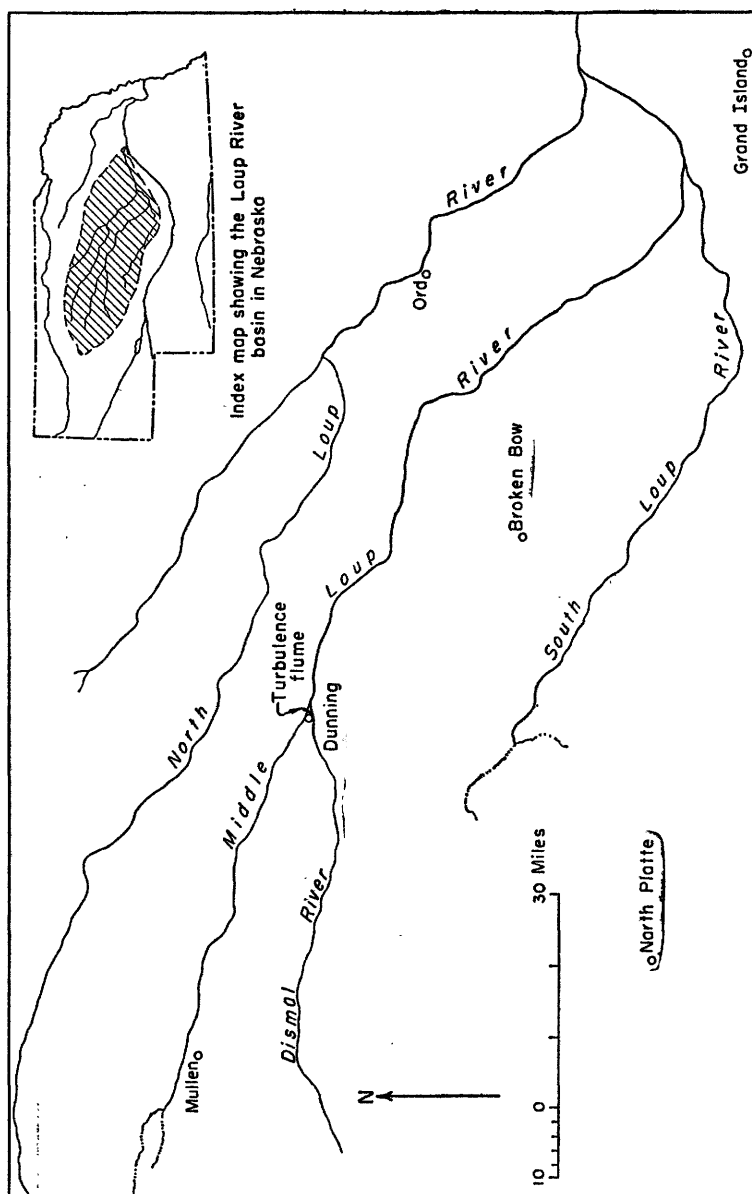 Index map showing the Loup River
basin in Nebraska
Grand Island
River
Ord
River
River
Loup
Broken Bow
Loup
Loup
South
Turbulence
flume
Dunning
North
Middle
River
Dismal
Mullen
North Platte
N
10 0 30 Miles